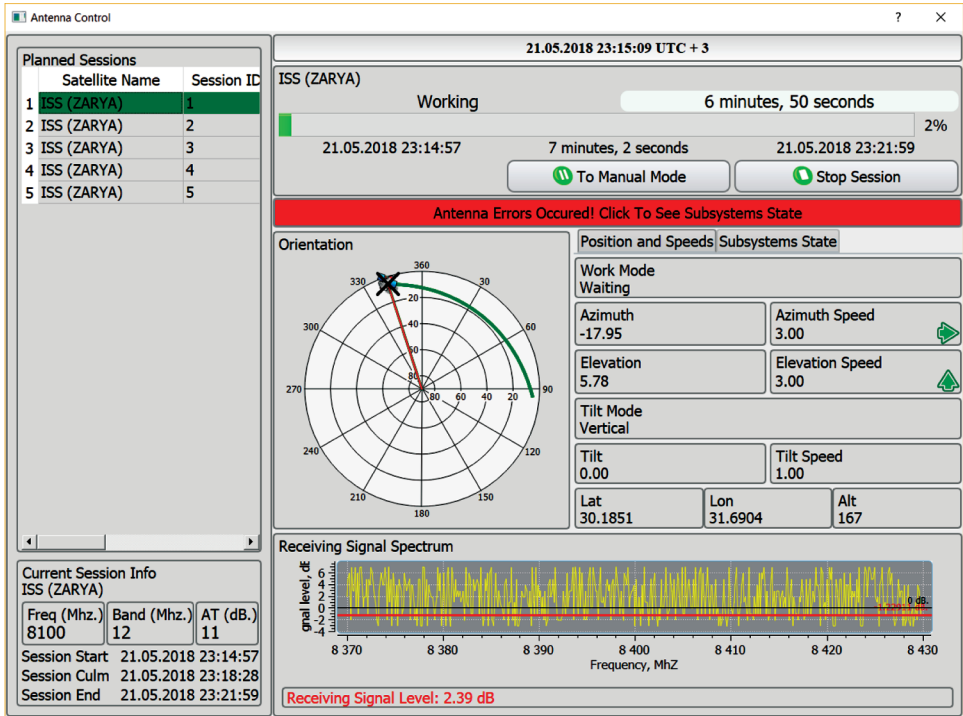 Antenna Control
?
21.05.2018 23:15:09 UTC + 3
Planned Sessions
Satellite Name Session ID
1 ISS (ZARYA) 1
2 ISS (ZARYA) 2
3 ISS (ZARYA) 3
4 ISS (ZARYA) 4
5 ISS (ZARYA) 5
Current Session Info
ISS (ZARYA)
Freq (Mhz.) Band (Mhz.) AT (dB.)
8100 12 11
Session Start 21.05.2018 23:14:57
Session Culm 21.05.2018 23:18:28
Session End 21.05.2018 23:21:59
ISS (ZARYA)
Working 6 minutes, 50 seconds
2%
21.05.2018 23:14:57 7 minutes, 2 seconds 21.05.2018 23:21:59
To Manual Mode Stop Session
Antenna Errors Occured! Click To See Subsystems State
Orientation
360
330 30
20
300 40 60
60
80
270 80 60 40 20 90
240 120
210 150
180
Position and Speeds Subsystems State
Work Mode
Waiting
Azimuth Azimuth Speed
-17.95 3.00
Elevation Elevation Speed
5.78 3.00
Tilt Mode
Vertical
Tilt Tilt Speed
0.00 1.00
Lat Lon Alt
30.1851 31.6904 167
Receiving Signal Spectrum
gnal level, dB
6
4
2
0
-2
-4
0 dB.
8 370 8 380 8 390 8 400 8 410 8 420 8 430
Frequency, MhZ
Receiving Signal Level: 2.39 dB